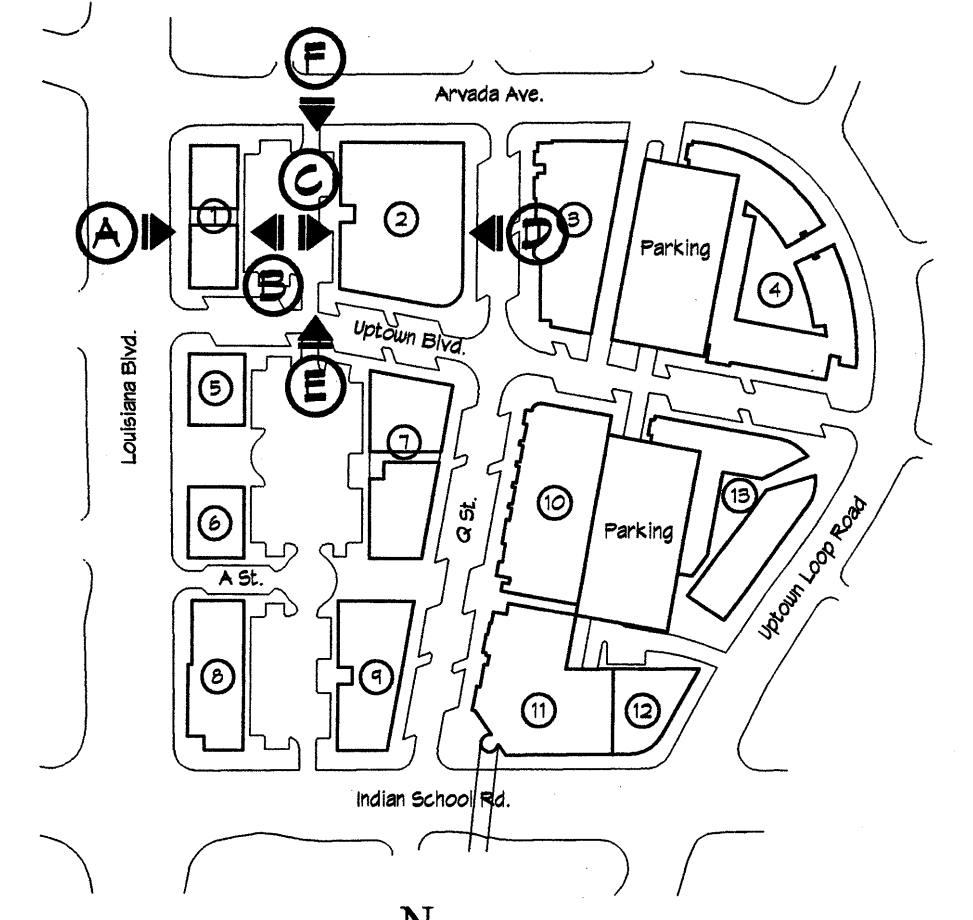 F
Arvada Ave.
C
A
1
2
D
3
Parking
4
B
Uptown Blvd.
Louisiana Blvd.
E
5
7
6
Q St.
10
13
Parking
A St.
Uptown Loop Road
8
9
11
12
Indian School Rd.
N